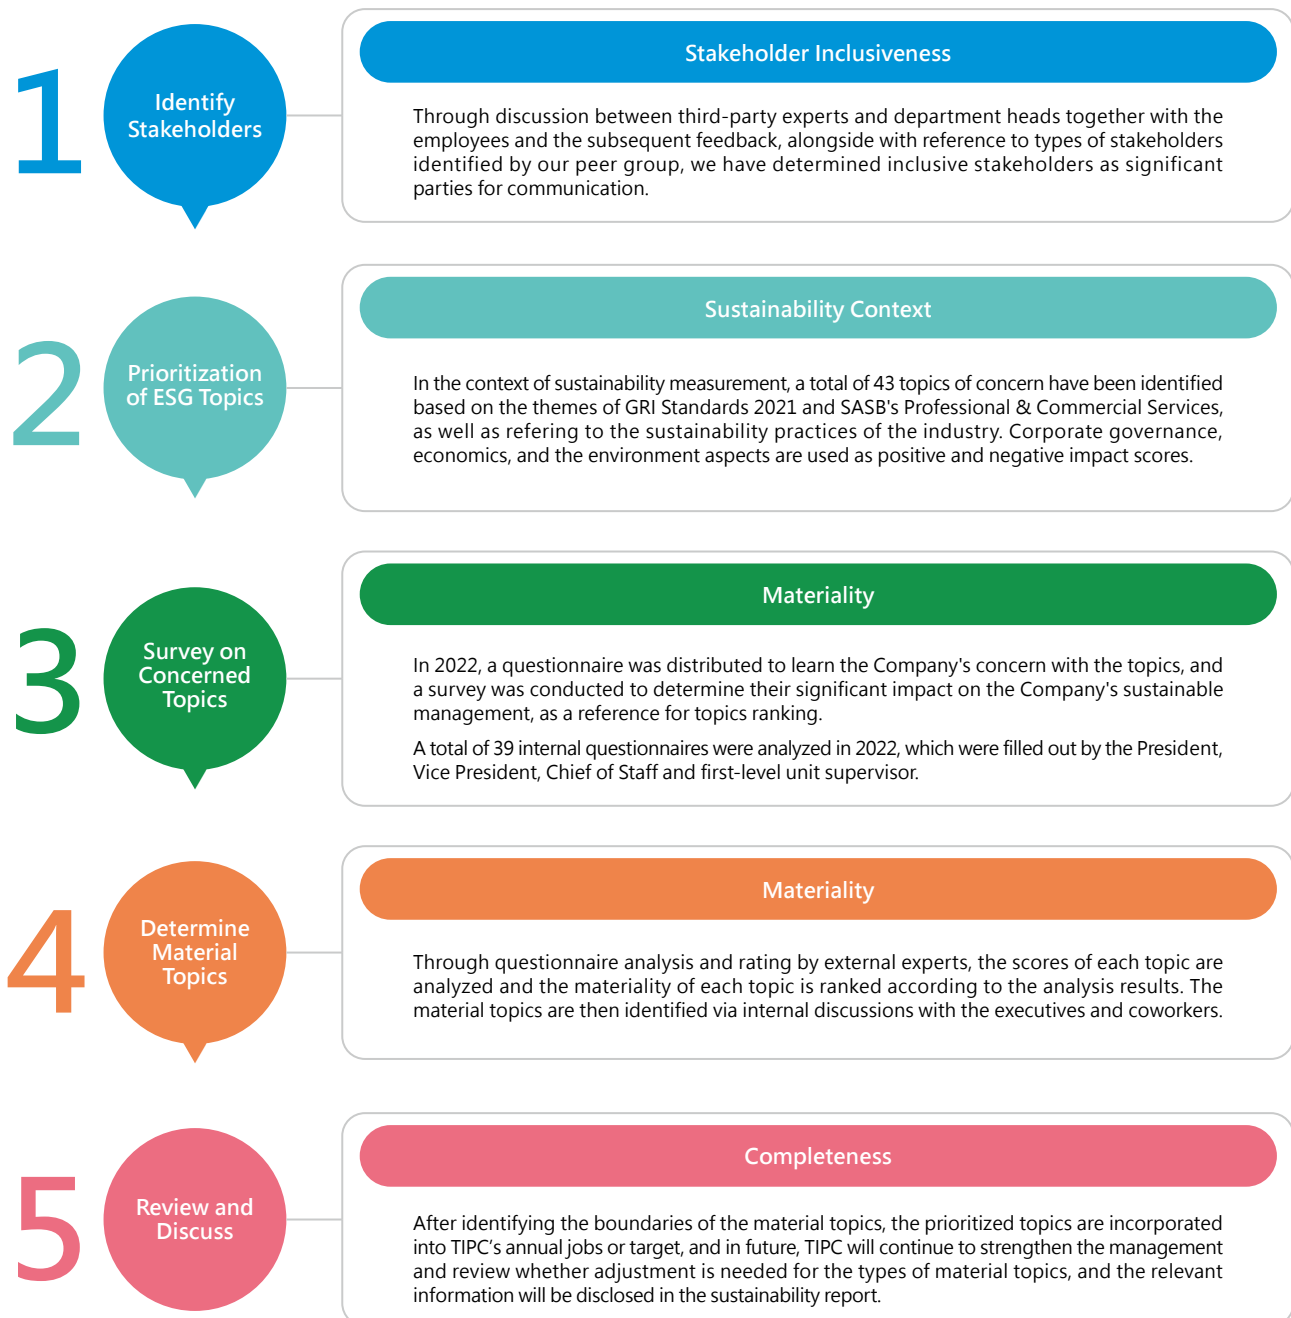 1
Identify
Stakeholders
Stakeholder Inclusiveness
Through discussion between third-party experts and department heads together with the
employees and the subsequent feedback, alongside with reference to types of stakeholders
identified by our peer group, we have determined inclusive stakeholders as significant
parties for communication.
2
Prioritization
of ESG Topics
Sustainability Context
In the context of sustainability measurement, a total of 43 topics of concern have been identified
based on the themes of GRI Standards 2021 and SASB's Professional & Commercial Services,
as well as refering to the sustainability practices of the industry. Corporate governance,
economics, and the environment aspects are used as positive and negative impact scores.
3
Survey on
Concerned
Topics
Materiality
In 2022, a questionnaire was distributed to learn the Company's concern with the topics, and
a survey was conducted to determine their significant impact on the Company's sustainable
management, as a reference for topics ranking.
A total of 39 internal questionnaires were analyzed in 2022, which were filled out by the President,
Vice President, Chief of Staff and first-level unit supervisor.
4
Determine
Material
Topics
Materiality
Through questionnaire analysis and rating by external experts, the scores of each topic are
analyzed and the materiality of each topic is ranked according to the analysis results. The
material topics are then identified via internal discussions with the executives and coworkers.
5
Review and
Discuss
Completeness
After identifying the boundaries of the material topics, the prioritized topics are incorporated
into TIPC's annual jobs or target, and in future, TIPC will continue to strengthen the management
and review whether adjustment is needed for the types of material topics, and the relevant
information will be disclosed in the sustainability report.